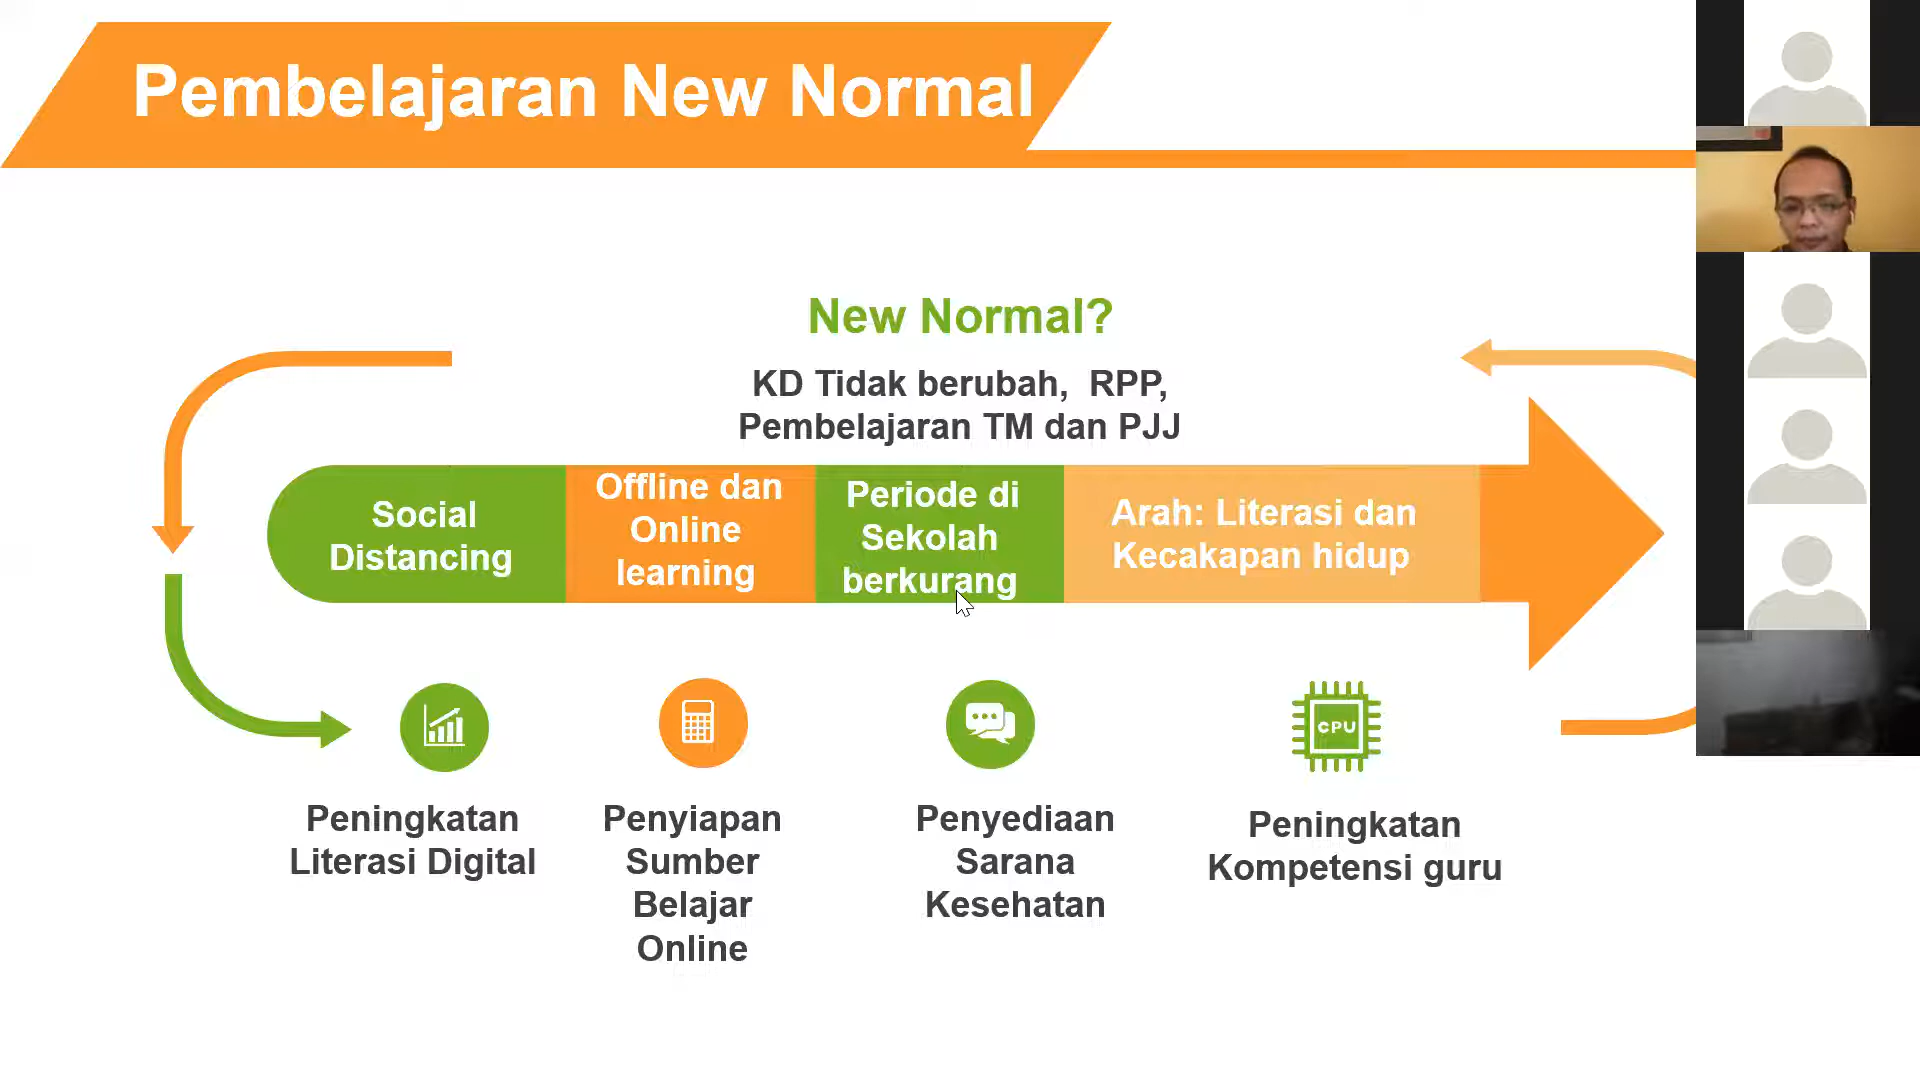 Pembelajaran New Normal
New Normal?
KD Tidak berubah,  RPP,
Pembelajaran TM dan PJJ
Social
Distancing
Offline dan
Online
learning
Periode di
Sekolah
berkurang
Arah: Literasi dan
Kecakapan hidup
CPU
Peningkatan
Literasi Digital
Penyiapan
Sumber
Belajar
Online
Penyediaan
Sarana
Kesehatan
Peningkatan
Kompetensi guru